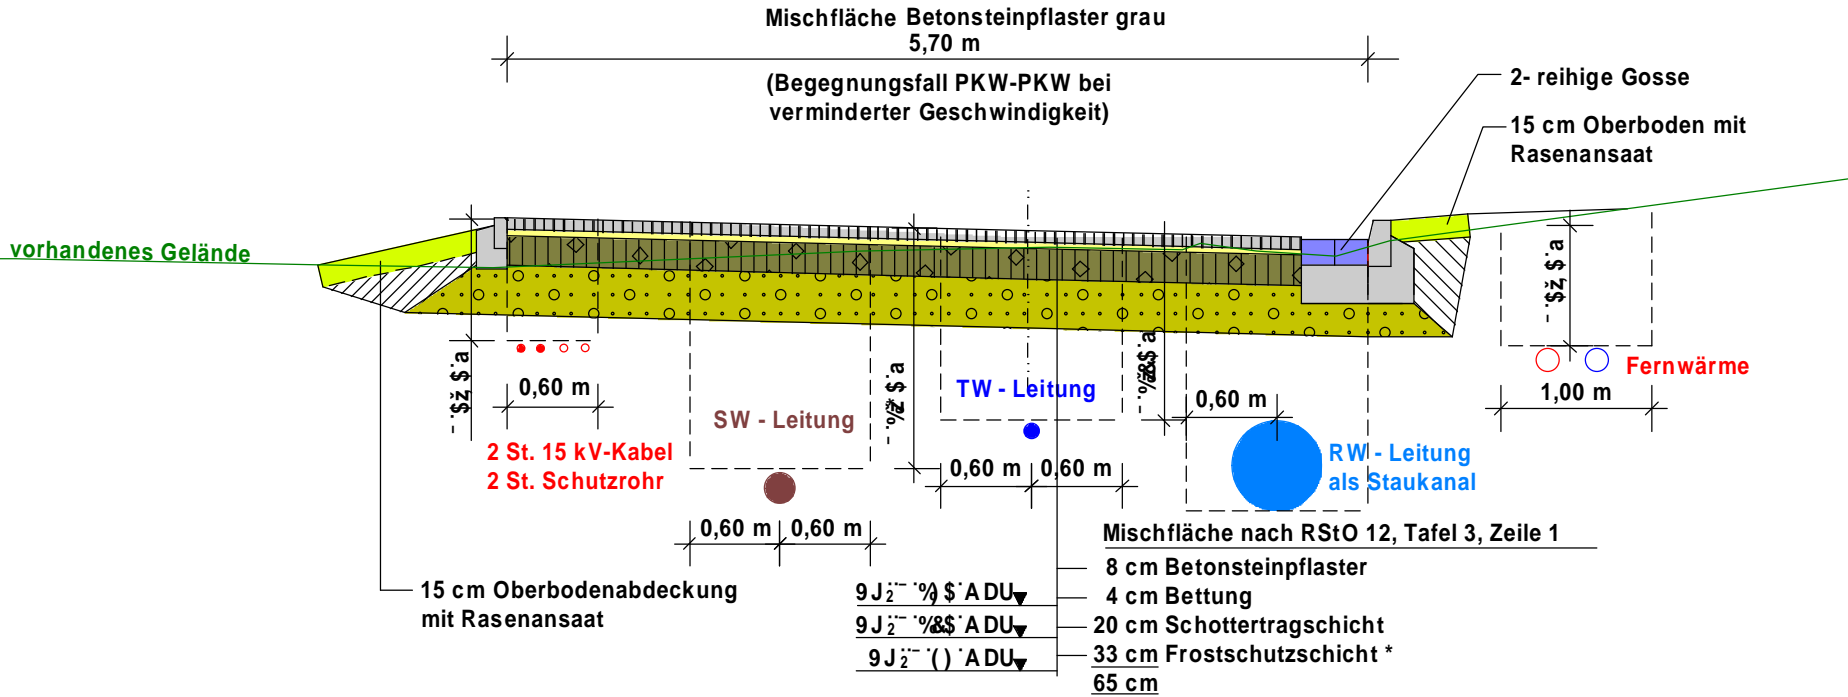 Mischfläche Betonsteinpflaster grau
5,70 m
(Begegnungsfall PKW-PKW bei
verminderter Geschwindigkeit)
2- reihige Gosse
15 cm Oberboden mit
Rasenansaat
vorhandenes Gelände
0,60 m
2 St. 15 kV-Kabel
2 St. Schutzrohr
SW - Leitung
0,60 m 0,60 m
TW - Leitung
0,60 m 0,60 m
0,60 m
RW - Leitung
als Staukanal
Fernwärme
1,00 m
15 cm Oberbodenabdeckung
mit Rasenansaat
Mischfläche nach RStO 12, Tafel 3, Zeile 1
8 cm Betonsteinpflaster
4 cm Bettung
20 cm Schottertragschicht
33 cm Frostschutzschicht *
65 cm